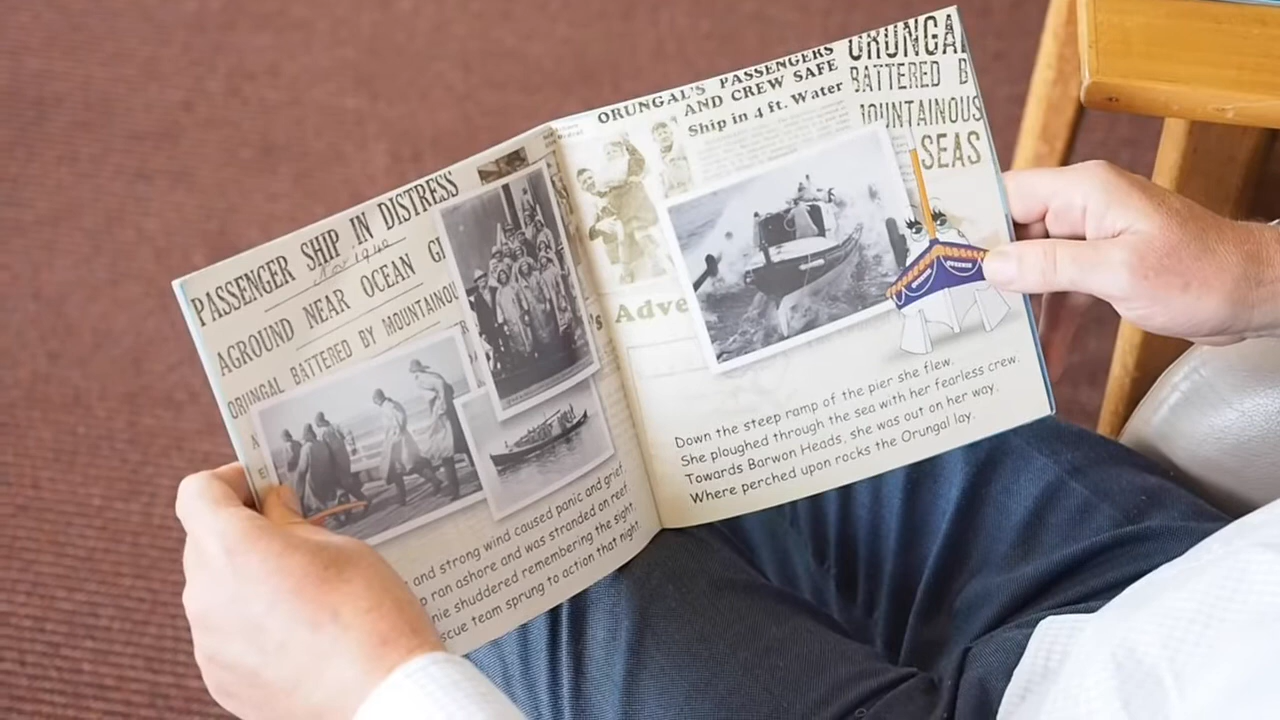 PASSENGER SHIP IN DISTRESS
Nov 1940
AGROUND NEAR OCEAN
ORUNGAL BATTERED BY MOUNTAINOU
and strong wind caused panic and grief,
ran ashore and was stranded on reef.
shuddered remembering the sight.
sprung to action that night.
ORUNGAL'S PASSENGERS
AND CREW SAFE
Ship in 4 ft. Water
ORUNGAL
BATTERED B
MOUNTAINOUS
SEAS
's Adve
QUEENIE
QUEENIE
Down the steep ramp of the pier she flew.
She ploughed through the sea with her fearless crew.
Towards Barwon Heads, she was out on her way.
Where perched upon rocks the Orungal lay.